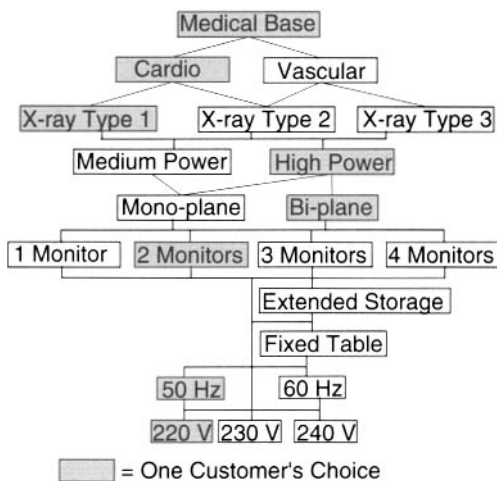 Medical Base
Cardio Vascular
X-ray Type 1 X-ray Type 2 X-ray Type 3
Medium Power High Power
Mono-plane Bi-plane
1 Monitor 2 Monitors 3 Monitors 4 Monitors
Extended Storage
Fixed Table
50 Hz 60 Hz
220 V 230 V 240 V
= One Customer's Choice